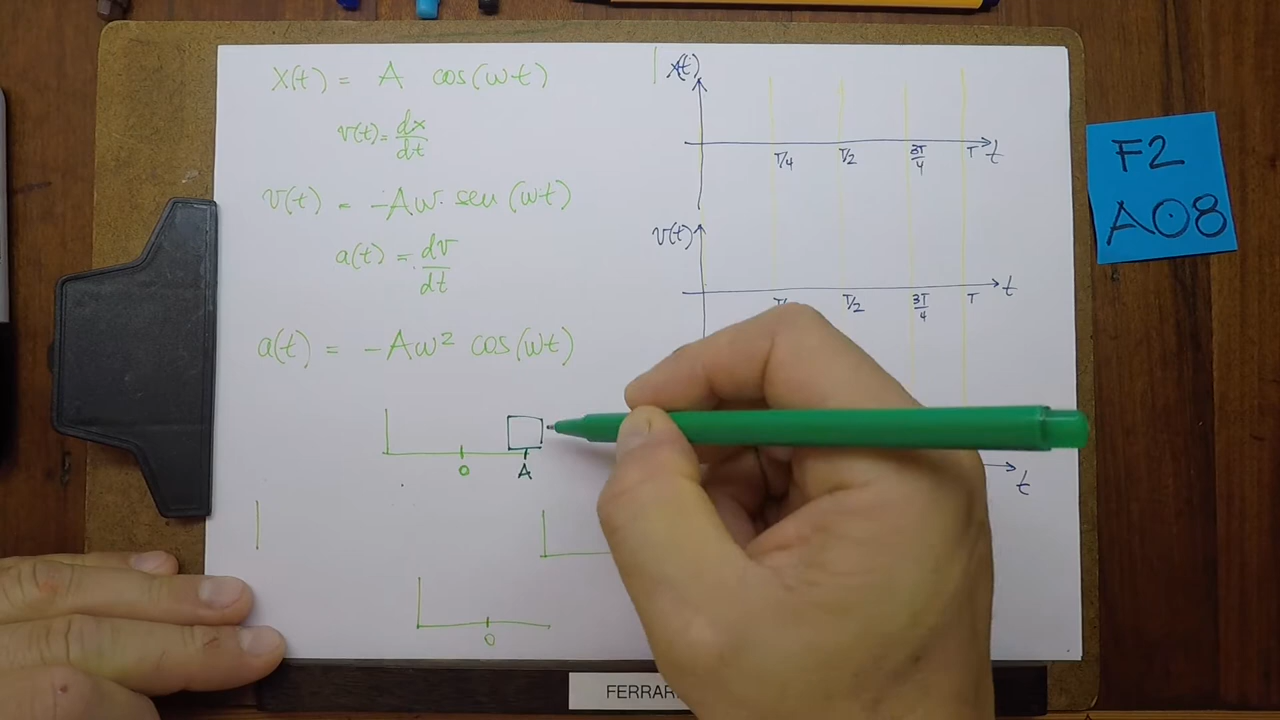 X(t) = A cos(ωt)
v(t) = dx/dt
v(t) = -Aω· sen(ωt)
a(t) = dv/dt
a(t) = -Aω² cos(ωt)
0
A
0
x(t)
T/4 T/2 3T/4 T t
v(t)
T/2 3T/4 T t
t
F2
A08